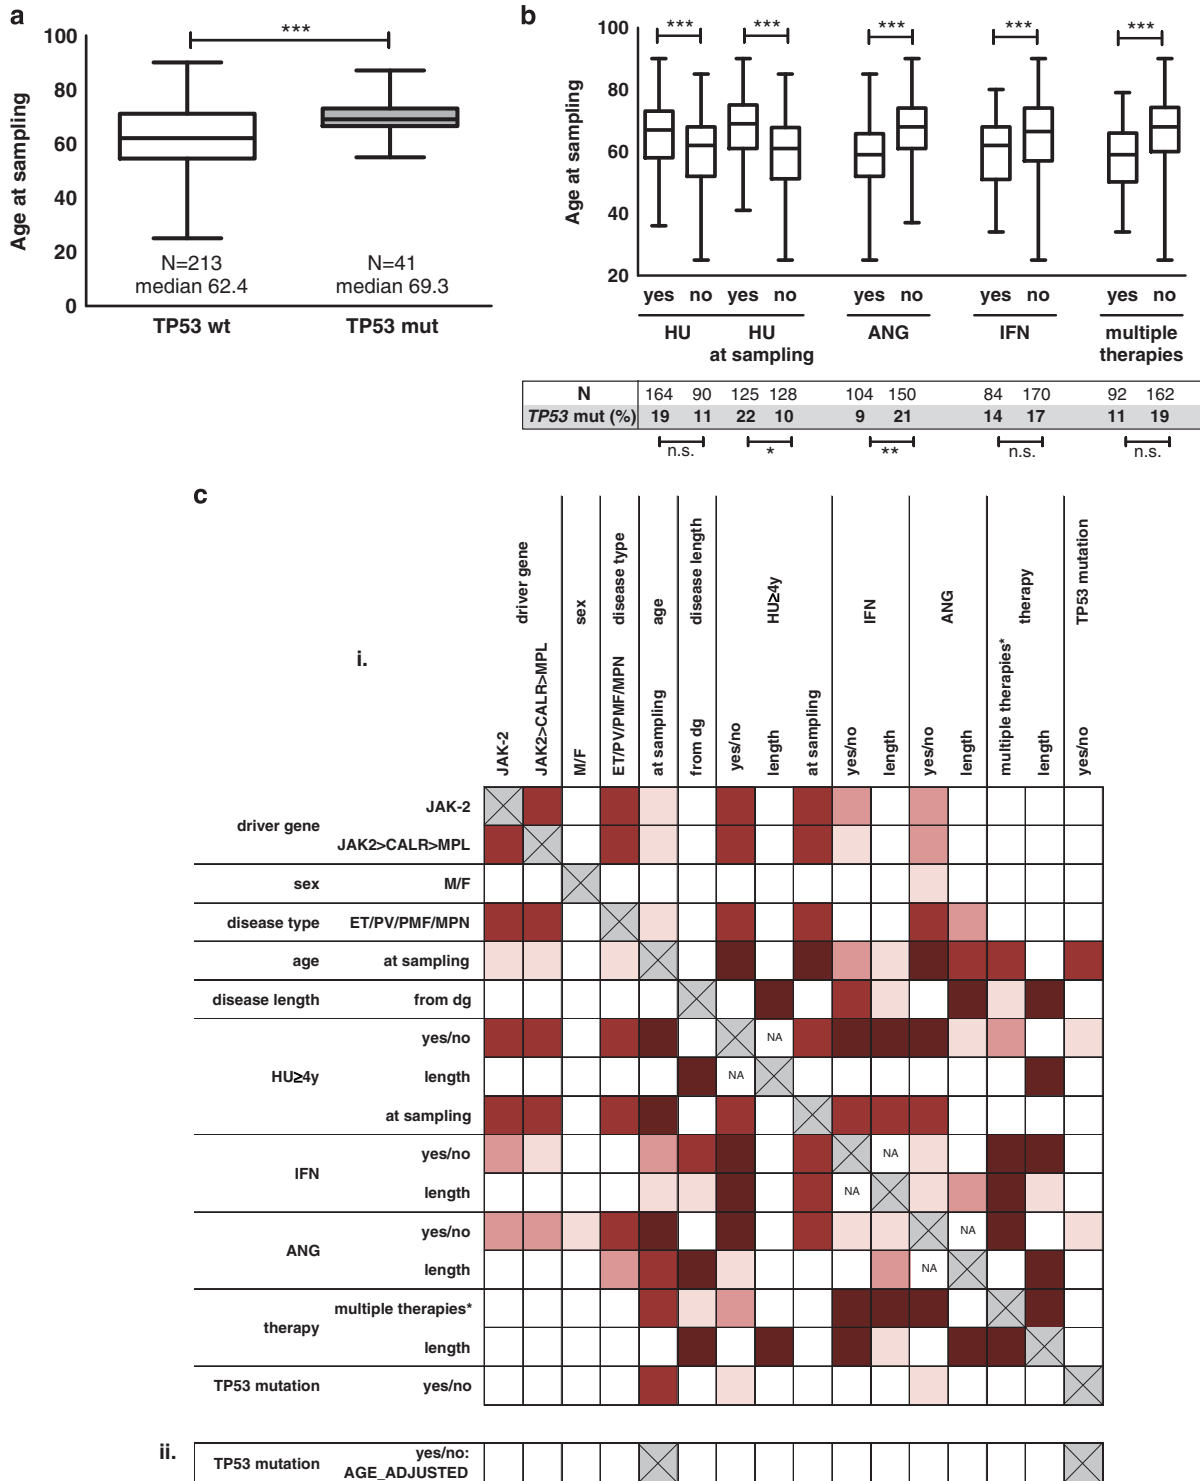 a
***
100
80
60
40
20
0
Age at sampling
N=213
median 62.4
N=41
median 69.3
TP53 wt
TP53 mut
b
*** *** *** *** ***
100
80
60
40
20
Age at sampling
yes no yes no yes no yes no yes no
HU
HU
at sampling
ANG
IFN
multiple
therapies
N 164 90 125 128 104 150 84 170 92 162
TP53 mut (%) 19 11 22 10 9 21 14 17 11 19
n.s. * ** n.s. n.s.
c
i.
driver gene
sex
disease type
age
disease length
HU≥4y
IFN
ANG
therapy
TP53 mutation
JAK-2
JAK2>CALR>MPL
M/F
ET/PV/PMF/MPN
at sampling
from dg
yes/no
length
at sampling
yes/no
length
yes/no
length
multiple therapies*
length
yes/no
driver gene
JAK-2
JAK2>CALR>MPL
sex M/F
disease type ET/PV/PMF/MPN
age at sampling
disease length from dg
HU≥4y
yes/no NA
length NA
at sampling
IFN
yes/no NA
length NA
ANG
yes/no NA
length NA
therapy
multiple therapies*
length
TP53 mutation yes/no
ii.
TP53 mutation
yes/no:
AGE_ADJUSTED